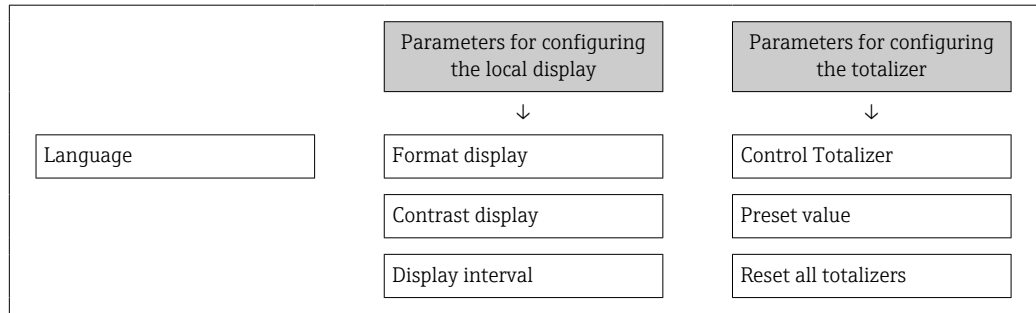 Parameters for configuring
the local display
Parameters for configuring
the totalizer
↓
↓
Language
Format display
Control Totalizer
Contrast display
Preset value
Display interval
Reset all totalizers